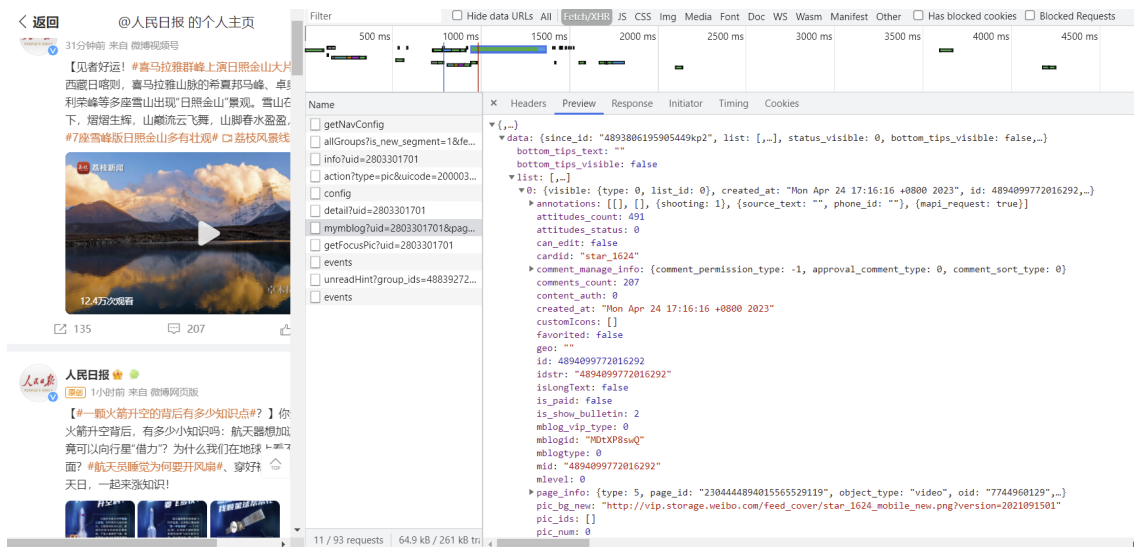 返回
@人民日报 的个人主页
31分钟前 来自 微博视频号
【见者好运！#喜马拉雅群峰上演日照金山大片
西藏日喀则，喜马拉雅山脉的希夏邦马峰、卓奥
利荣峰等多座雪山出现"日照金山"景观。雪山石
下，熠熠生辉，山巅流云飞舞，山脚春水盈盈，
#7座雪峰版日照金山多有壮观# 荔枝风景线
荔枝新闻
12.4万次观看
135
207
人民日报
原创 1小时前 来自 微博网页版
【#一颗火箭升空的背后有多少知识点#？】你
火箭升空背后，有多少小知识吗：航天器想加速
竟可以向行星"借力"？为什么我们在地球上看不
面？#航天员睡觉为何要开风扇#、穿好
天日，一起来涨知识！
TOP
Filter
Hide data URLs
All Fetch/XHR JS CSS Img Media Font Doc WS Wasm Manifest Other
Has blocked cookies
Blocked Requests
500 ms 1000 ms 1500 ms 2000 ms 2500 ms 3000 ms 3500 ms 4000 ms 4500 ms
Name
getNavConfig
allGroups?is_new_segment=1&fe...
info?uid=2803301701
action?type=pic&uicode=200003...
config
detail?uid=2803301701
mymblog?uid=2803301701&pag...
getFocusPic?uid=2803301701
events
unreadHint?group_ids=48839272...
events
11 / 93 requests
64.9 kB / 261 kB tra
× Headers Preview Response Initiator Timing Cookies
▼{,…}
▼data: {since_id: "4893806195905449kp2", list: [,…], status_visible: 0, bottom_tips_visible: false,…}
bottom_tips_text: ""
bottom_tips_visible: false
▼list: [,…]
▼0: {visible: {type: 0, list_id: 0}, created_at: "Mon Apr 24 17:16:16 +0800 2023", id: 4894099772016292,…}
▶annotations: [[], [], {shooting: 1}, {source_text: "", phone_id: ""}, {mapi_request: true}]
attitudes_count: 491
attitudes_status: 0
can_edit: false
cardid: "star_1624"
▶comment_manage_info: {comment_permission_type: -1, approval_comment_type: 0, comment_sort_type: 0}
comments_count: 207
content_auth: 0
created_at: "Mon Apr 24 17:16:16 +0800 2023"
customIcons: []
favorited: false
geo: ""
id: 4894099772016292
idstr: "4894099772016292"
isLongText: false
is_paid: false
is_show_bulletin: 2
mblog_vip_type: 0
mblogid: "MDtXP8swQ"
mblogtype: 0
mid: "4894099772016292"
mlevel: 0
▶page_info: {type: 5, page_id: "2304444894015565529119", object_type: "video", oid: "7744960129",…}
pic_bg_new: "http://vip.storage.weibo.com/feed_cover/star_1624_mobile_new.png?version=2021091501"
pic_ids: []
pic_num: 0